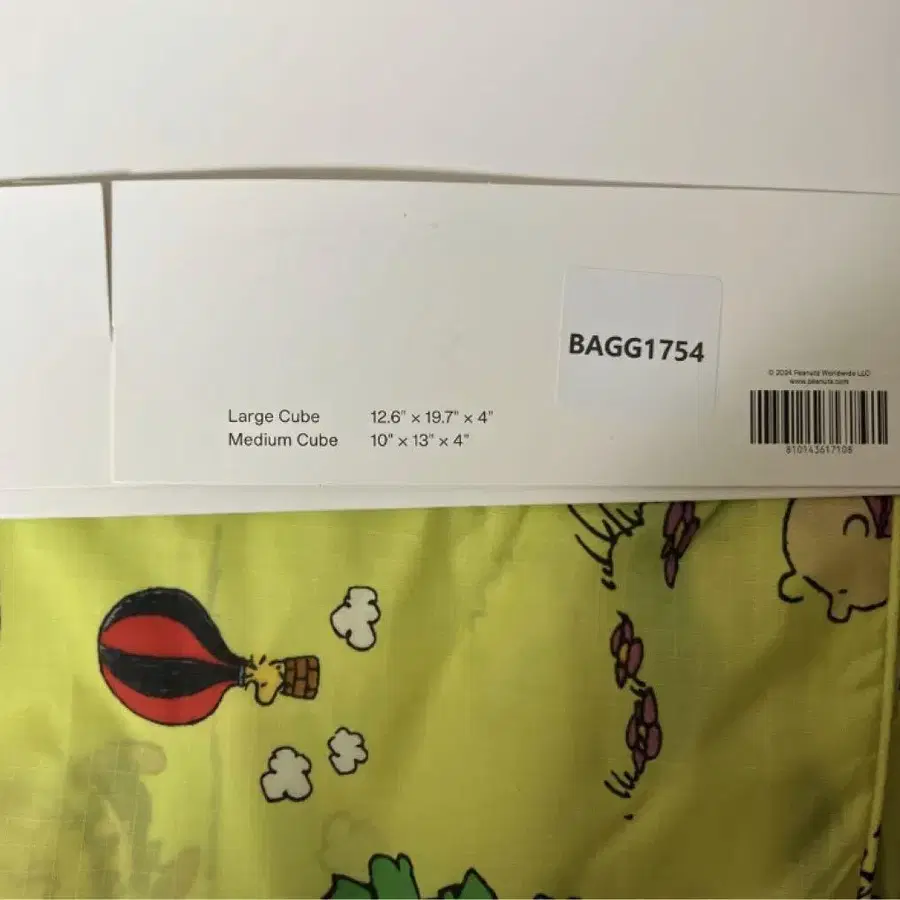 BAGG1754
© 2024 Peanuts Worldwide LLC
www.peanuts.com
Large Cube 12.6" × 19.7" × 4"
Medium Cube 10" × 13" × 4"
810143617108